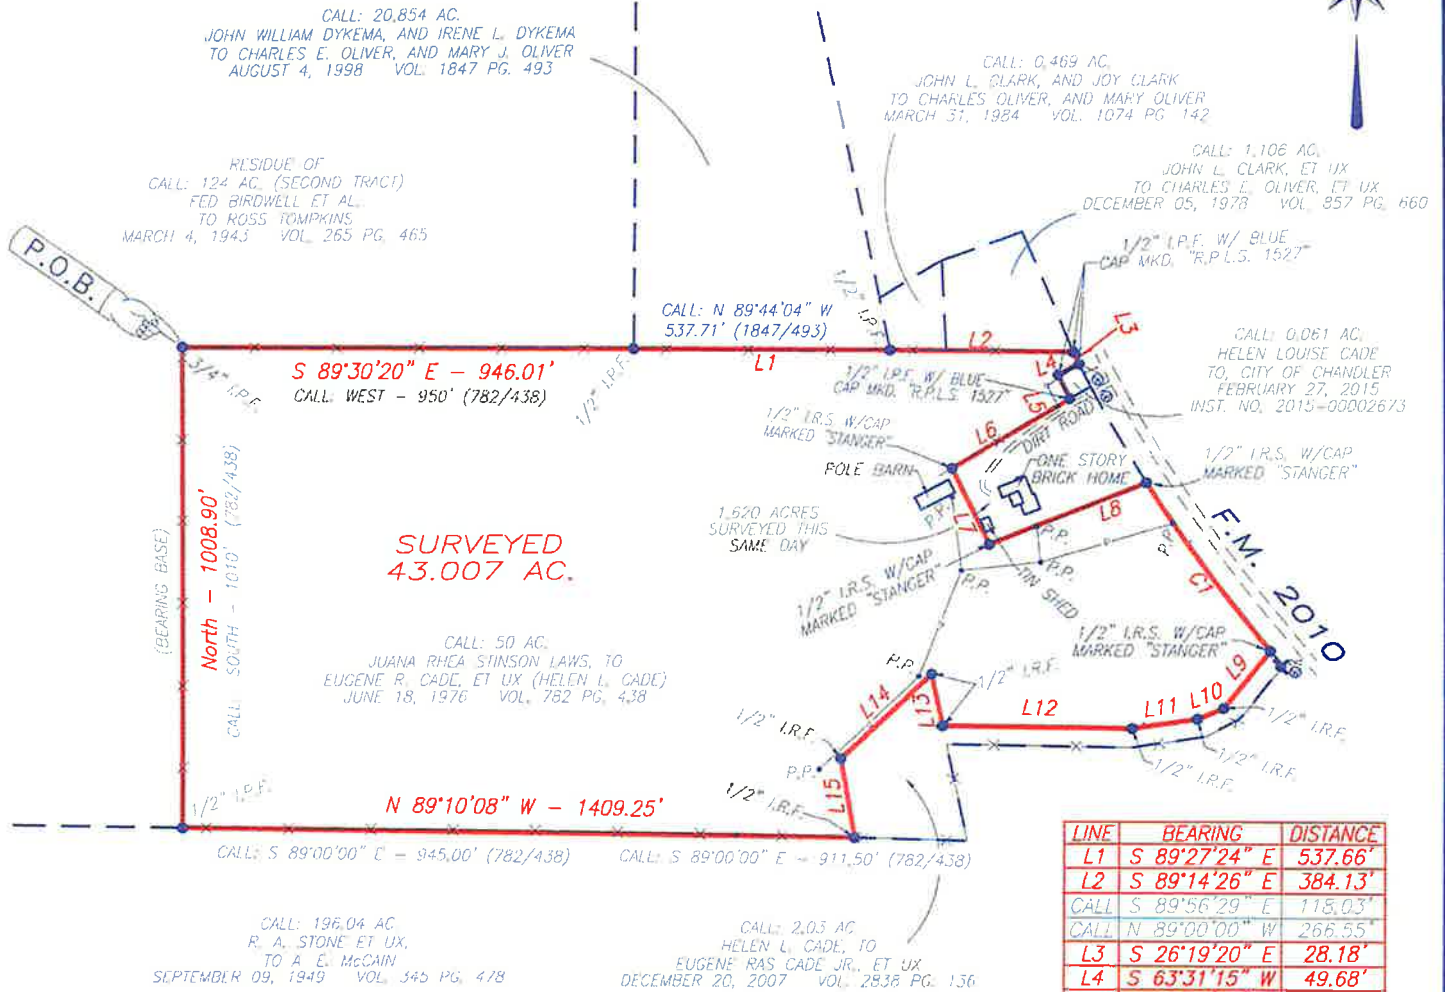 CALL: 20.854 AC.
JOHN WILLIAM DYKEMA, AND IRENE L. DYKEMA
TO CHARLES E. OLIVER, AND MARY J. OLIVER
AUGUST 4, 1998 VOL. 1847 PG. 493
CALL: 0.469 AC.
JOHN L. CLARK, AND JOY CLARK
TO CHARLES OLIVER, AND MARY OLIVER
MARCH 31, 1984 VOL. 1074 PG 142
CALL: 1.106 AC.
JOHN L. CLARK, ET UX
TO CHARLES E. OLIVER, ET UX
DECEMBER 05, 1978 VOL. 857 PG. 660
RESIDUE OF
CALL: 124 AC. (SECOND TRACT)
FED BIRDWELL ET AL.
TO ROSS TOMPKINS
MARCH 4, 1943 VOL. 265 PG. 465
P.O.B.
1/2" I.P.F. W/ BLUE
CAP MKD. "R.P.L.S. 1527"
1/2" I.P.F.
CALL: N 89°44'04" W
537.71' (1847/493)
L1
L2
L3
L4
L5
CALL: 0.061 AC.
HELEN LOUISE CADE
TO, CITY OF CHANDLER
FEBRUARY 27, 2015
INST. NO. 2015-00002673
3/4" I.P.F.
S 89°30'20" E - 946.01'
CALL: WEST - 950' (782/438)
1/2" I.P.F.
1/2" I.P.F. W/ BLUE
CAP MKD. "R.P.L.S. 1527"
1/2" I.R.S. W/CAP
MARKED "STANGER"
L6
DIRT ROAD
POLE BARN
ONE STORY
BRICK HOME
1/2" I.R.S. W/CAP
MARKED "STANGER"
P.P.
L7
L8
P.P.
P.P.
F.M. 2010
1.620 ACRES
SURVEYED THIS
SAME DAY
(BEARING BASE)
North - 1008.90'
CALL: SOUTH - 1010' (782/438)
SURVEYED
43.007 AC.
1/2" I.R.S. W/CAP
MARKED "STANGER"
P.P.
P.P.
TIN SHED
C1
1/2" I.R.S. W/CAP
MARKED "STANGER"
CALL: 50 AC.
JUANA RHEA STINSON LAWS, TO
EUGENE R. CADE, ET UX (HELEN L. CADE)
JUNE 18, 1976 VOL. 782 PG. 438
P.P.
1/2" I.R.F.
L9
L10
L11
L12
L13
L14
L15
1/2" I.R.F.
P.P.
1/2" I.R.F.
1/2" I.R.F.
1/2" I.R.F.
1/2" I.R.F.
1/2" I.P.F.
N 89°10'08" W - 1409.25'
CALL: S 89°00'00" E - 945.00' (782/438)
CALL: S 89°00'00" E - 911.50' (782/438)
CALL: 196.04 AC
R. A. STONE ET UX,
TO A. E. McCAIN
SEPTEMBER 09, 1949 VOL. 345 PG. 478
CALL: 2.03 AC
HELEN L. CADE, TO
EUGENE RAS CADE JR., ET UX
DECEMBER 20, 2007 VOL. 2836 PG. 136
LINE BEARING DISTANCE
L1 S 89°27'24" E 537.66'
L2 S 89°14'26" E 384.13'
CALL S 89°56'29" E 118.03'
CALL N 89°00'00" W 266.55'
L3 S 26°19'20" E 28.18'
L4 S 63°31'15" W 49.68'